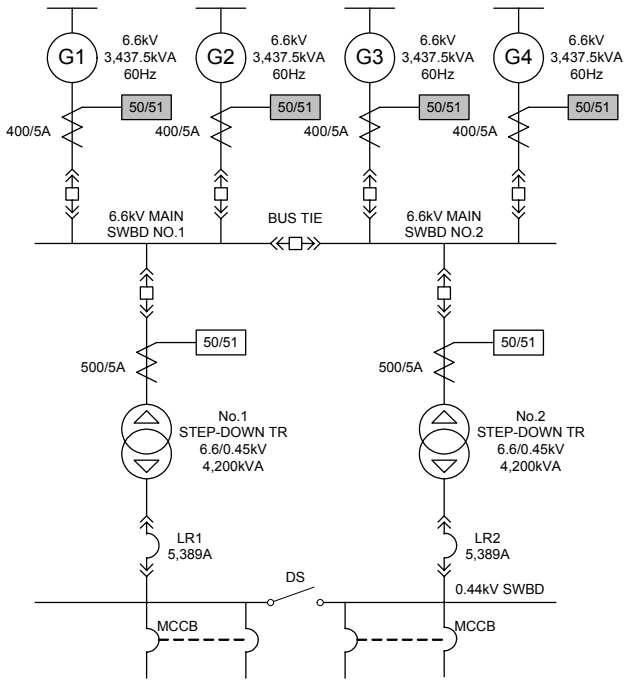 G1
6.6kV
3,437.5kVA
60Hz
G2
6.6kV
3,437.5kVA
60Hz
G3
6.6kV
3,437.5kVA
60Hz
G4
6.6kV
3,437.5kVA
60Hz
50/51
50/51
50/51
50/51
400/5A
400/5A
400/5A
400/5A
6.6kV MAIN
SWBD NO.1
BUS TIE
6.6kV MAIN
SWBD NO.2
50/51
50/51
500/5A
500/5A
No.1
STEP-DOWN TR
6.6/0.45kV
4,200kVA
No.2
STEP-DOWN TR
6.6/0.45kV
4,200kVA
LR1
5,389A
LR2
5,389A
DS
0.44kV SWBD
MCCB
MCCB